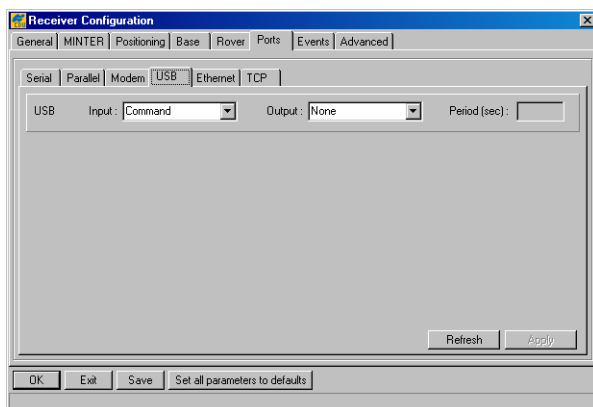 Receiver Configuration
General MINTER Positioning Base Rover Ports Events Advanced
Serial Parallel Modem USB Ethernet TCP
USB Input : Command Output : None Period (sec) :
Refresh Apply
OK Exit Save Set all parameters to defaults